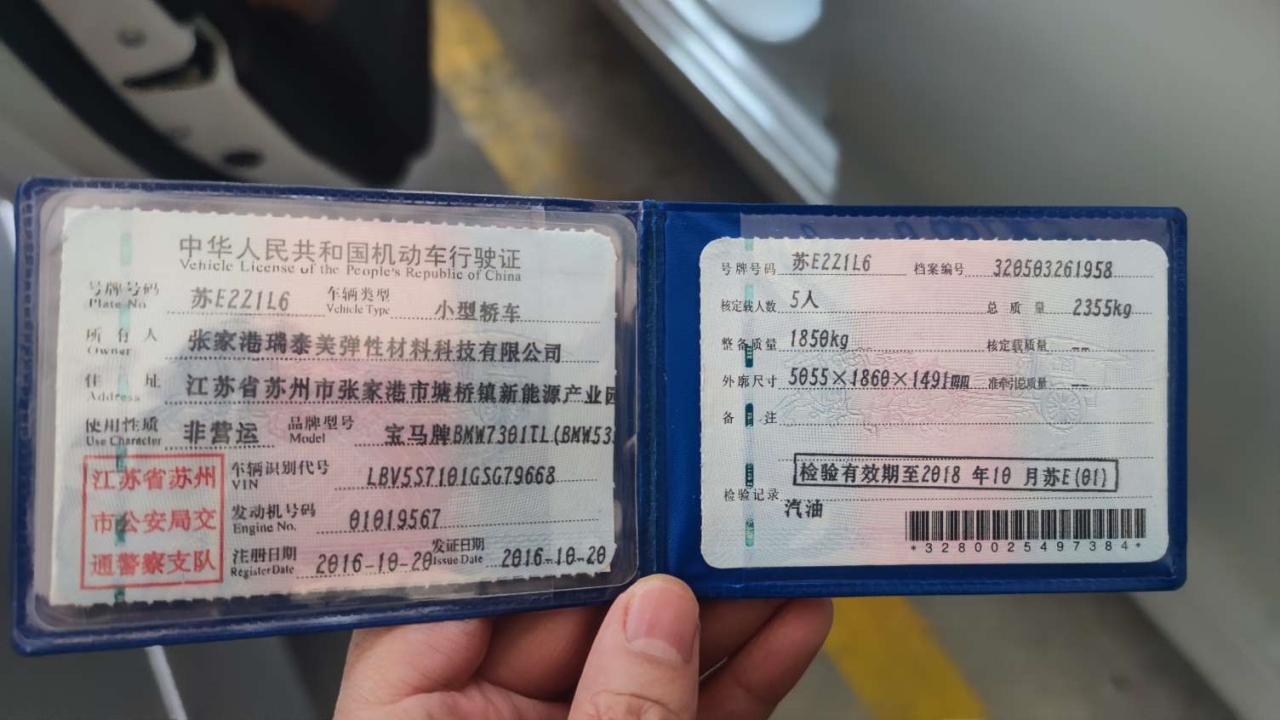 中华人民共和国机动车行驶证
Vehicle License of the People's Republic of China
号牌号码 苏E2Z1L6 车辆类型 小型轿车
Plate No. Vehicle Type
所有人 张家港瑞泰美弹性材料科技有限公司
Owner
住址 江苏省苏州市张家港市塘桥镇新能源产业园
Address
使用性质 非营运 品牌型号 宝马牌BMW7301TL(BMW53
Use Character Model
江苏省苏州
市公安局交
通警察支队
车辆识别代号 LBV5S7101GSG79668
VIN
发动机号码 01019567
Engine No.
注册日期 2016-10-20 发证日期 2016-10-20
Register Date Issue Date
号牌号码 苏E2Z1L6 档案编号 320503261958
核定载人数 5人 总质量 2355kg
整备质量 1850kg 核定载质量 --
外廓尺寸 5055×1860×1491mm 准牵引总质量 --
备注
检验有效期至2018 年10 月苏E(01)
检验记录
汽油
*3280025497384*